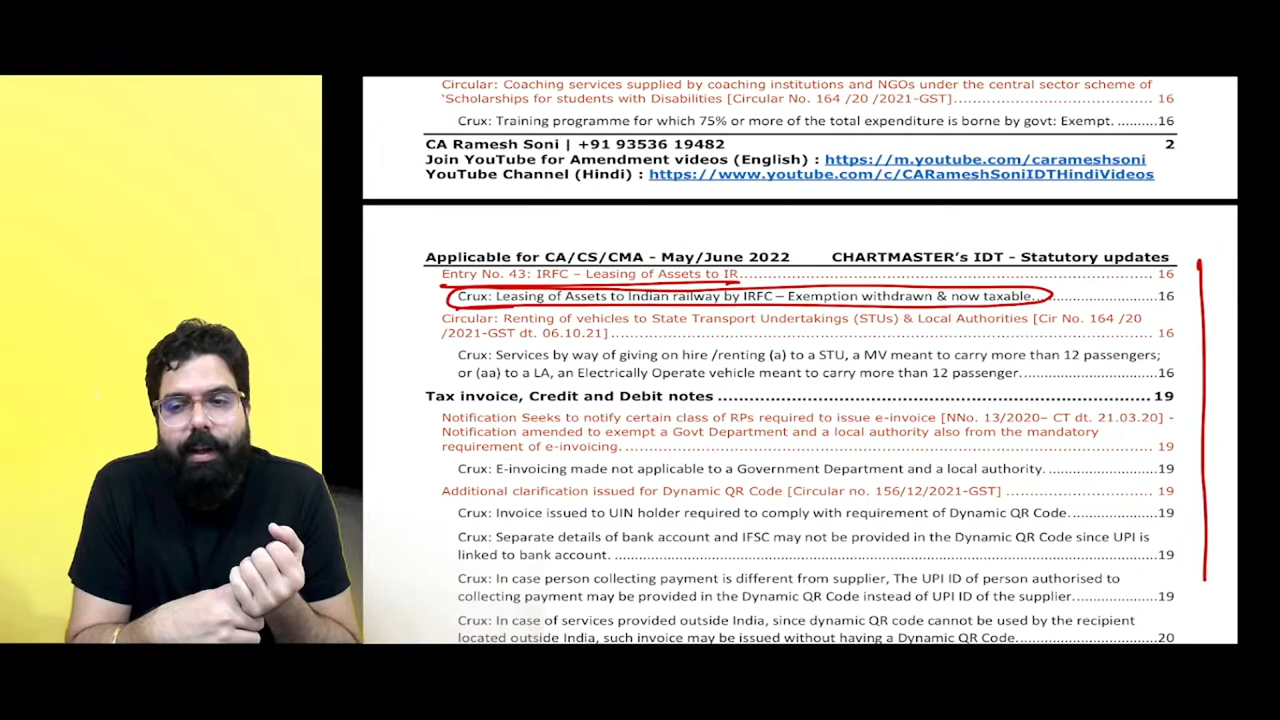 Circular: Coaching services supplied by coaching institutions and NGOs under the central sector scheme of
‘Scholarships for students with Disabilities [Circular No. 164 /20 /2021-GST]............................................ 16
Crux: Training programme for which 75% or more of the total expenditure is borne by govt: Exempt. ..........16
CA Ramesh Soni | +91 93536 19482 2
Join YouTube for Amendment videos (English) : https://m.youtube.com/carameshsoni
YouTube Channel (Hindi) : https://www.youtube.com/c/CARameshSoniIDTHindiVideos
Applicable for CA/CS/CMA - May/June 2022 CHARTMASTER’s IDT - Statutory updates
Entry No. 43: IRFC – Leasing of Assets to IR.................................................................................. 16
Crux: Leasing of Assets to Indian railway by IRFC – Exemption withdrawn & now taxable.............................. 16
Circular: Renting of vehicles to State Transport Undertakings (STUs) & Local Authorities [Cir No. 164 /20
/2021-GST dt. 06.10.21].............................................................................................................. 16
Crux: Services by way of giving on hire /renting (a) to a STU, a MV meant to carry more than 12 passengers;
or (aa) to a LA, an Electrically Operate vehicle meant to carry more than 12 passenger. ................................16
Tax invoice, Credit and Debit notes .................................................................. 19
Notification Seeks to notify certain class of RPs required to issue e-invoice [NNo. 13/2020– CT dt. 21.03.20] -
Notification amended to exempt a Govt Department and a local authority also from the mandatory
requirement of e-invoicing. .......................................................................................................... 19
Crux: E-invoicing made not applicable to a Government Department and a local authority. ..........................19
Additional clarification issued for Dynamic QR Code [Circular no. 156/12/2021-GST] ............................... 19
Crux: Invoice issued to UIN holder required to comply with requirement of Dynamic QR Code. .....................19
Crux: Separate details of bank account and IFSC may not be provided in the Dynamic QR Code since UPI is
linked to bank account. .................................................................................................................19
Crux: In case person collecting payment is different from supplier, The UPI ID of person authorised to
collecting payment may be provided in the Dynamic QR Code instead of UPI ID of the supplier....................19
Crux: In case of services provided outside India, since dynamic QR code cannot be used by the recipient
located outside India, such invoice may be issued without having a Dynamic QR Code.................................20